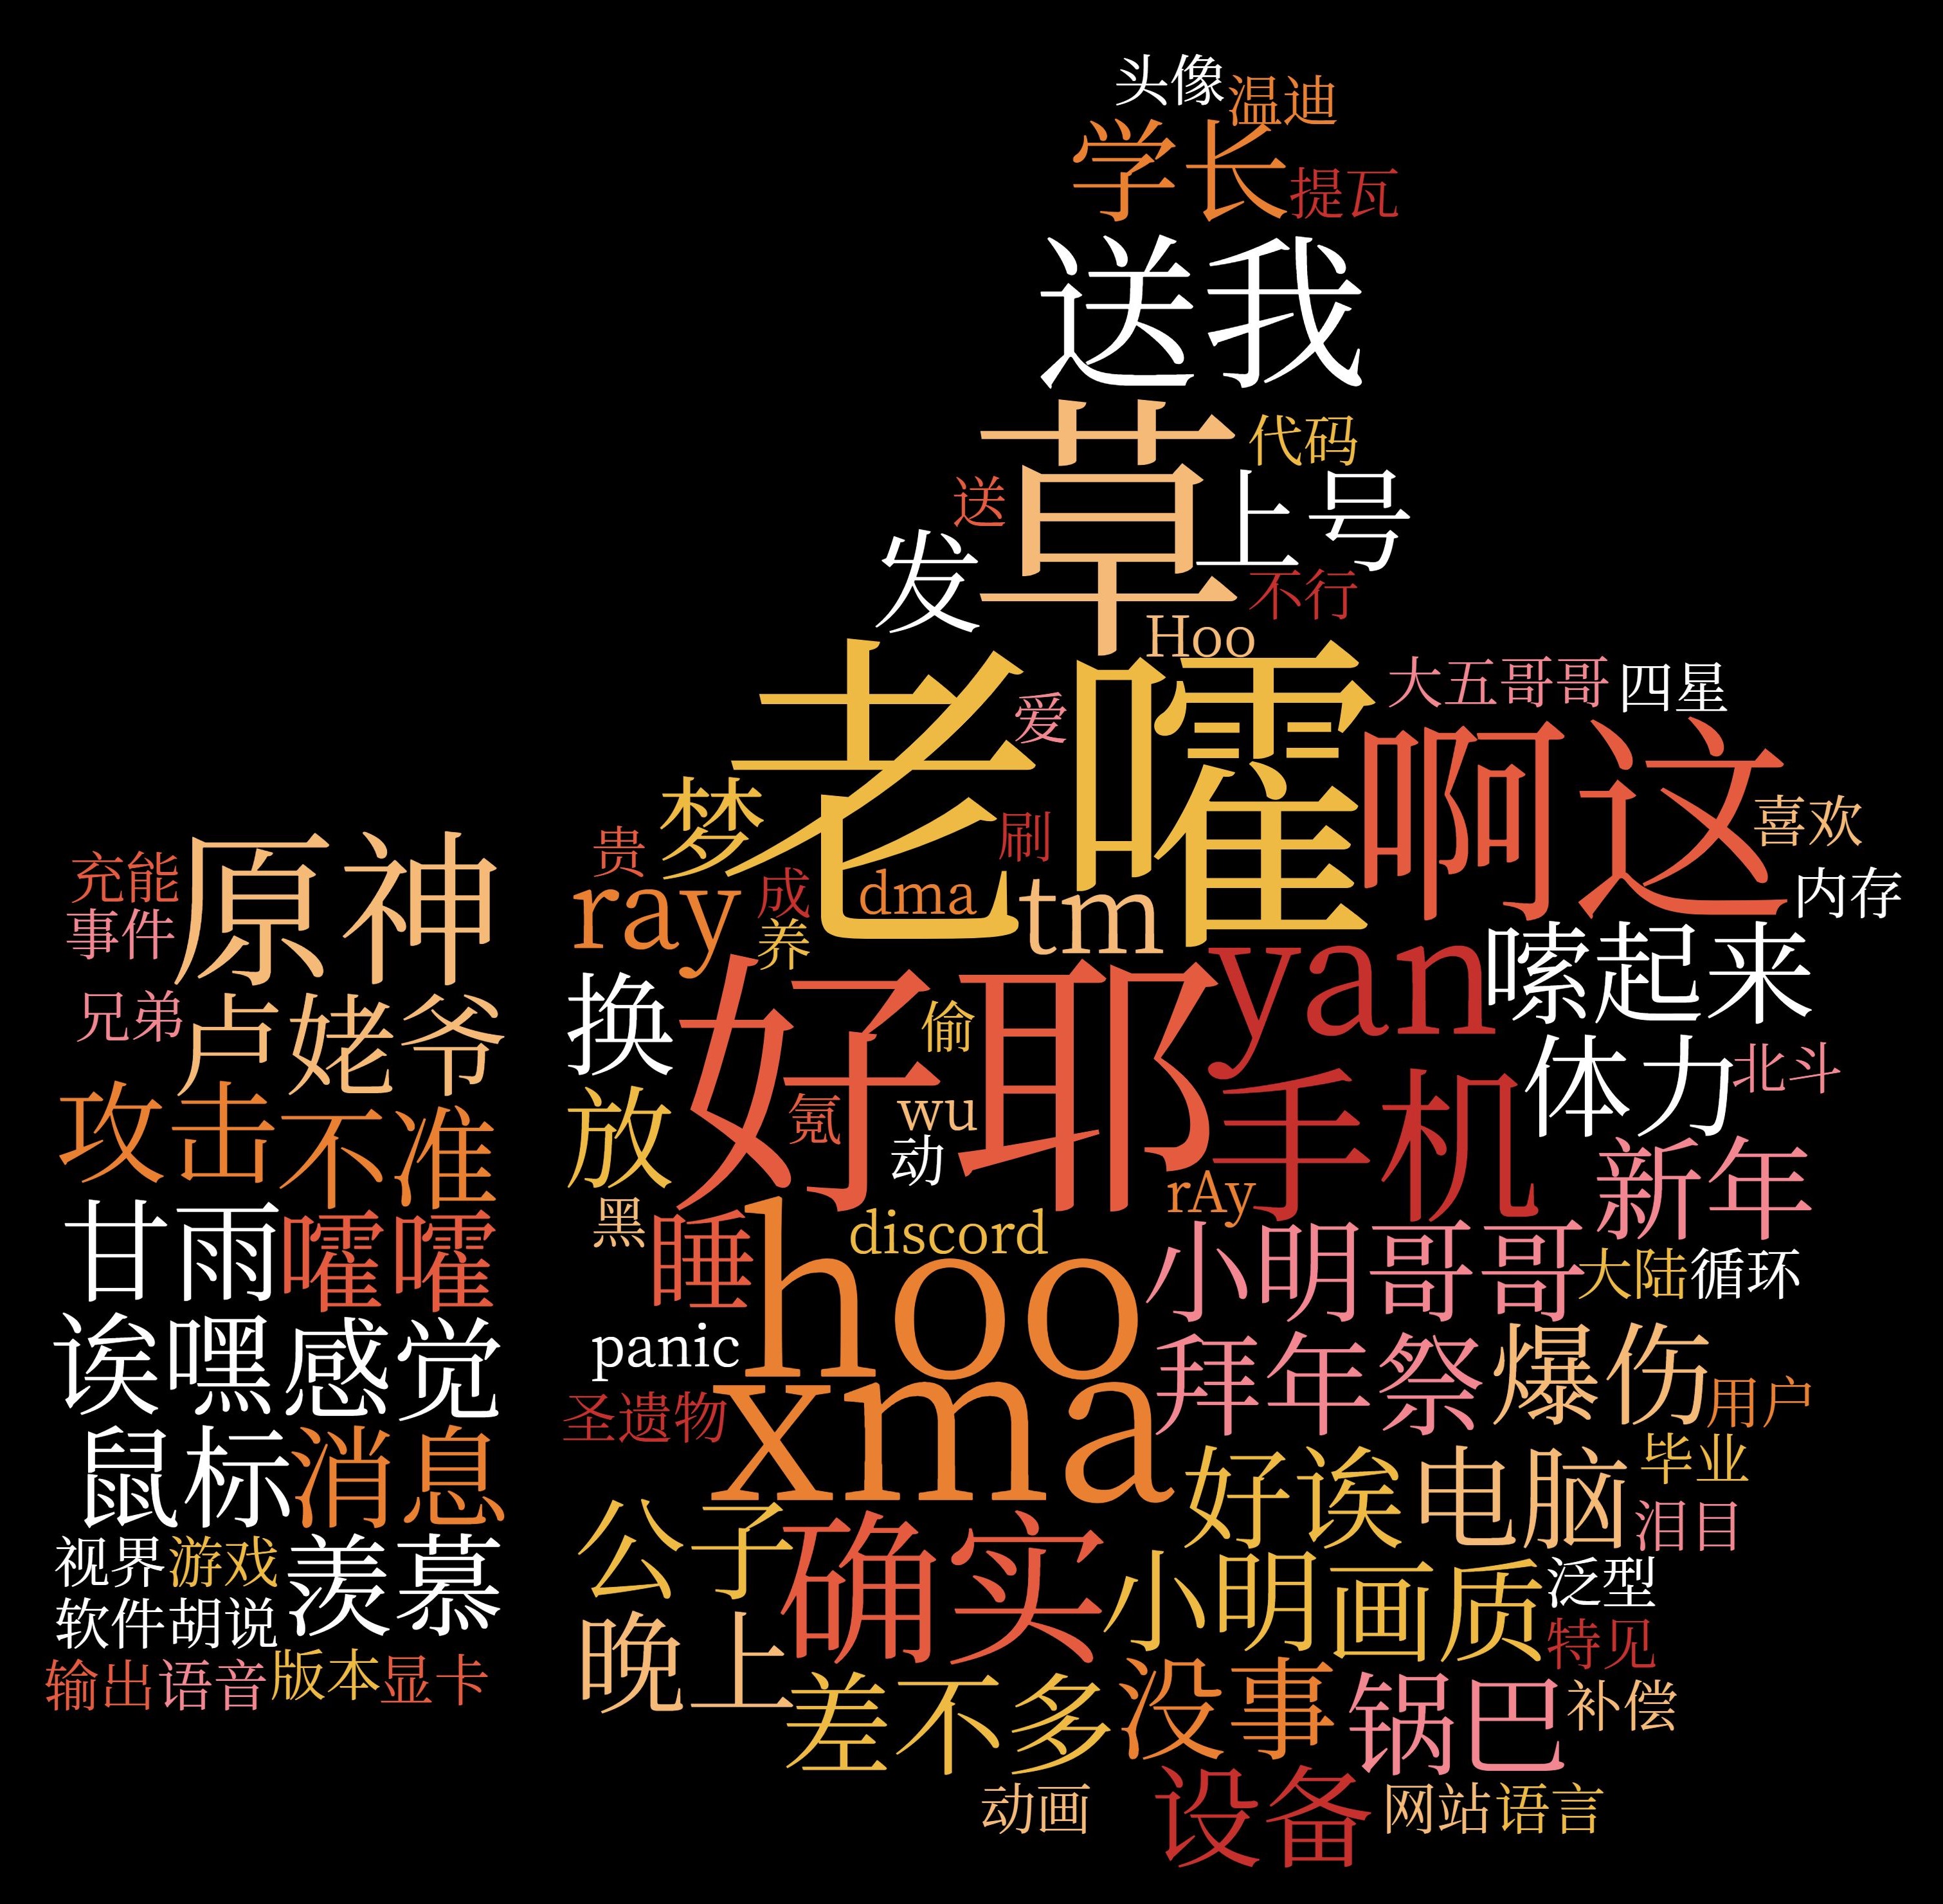 头像 温迪
学长 提瓦
送我
草 代码
送 上号
发 不行
Hoo
老嚯 大五哥哥 四星
爱 啊这
梦 喜欢
贵 刷
充能 原神 ray 成 dma tm 内存
事件 养 yan 嗦起来
兄弟 卢姥爷 换 好耶 偷 体力 北斗
攻击 不准 放 氪 wu 手机
动 新年
甘雨 嚯嚯 黑 睡 rAy
discord 小明哥哥 大陆 循环
诶嘿 感觉 panic hoo 拜年祭 爆伤 用户
圣遗物 xma
鼠标 消息 好诶 电脑 毕业
公子 确实 泪目
视界 游戏 羡慕 小明 画质 泛型
软件 胡说 晚上 特见
输出 语音 版本 显卡 差不多 没事 锅巴 补偿
动画 设备 网站 语言